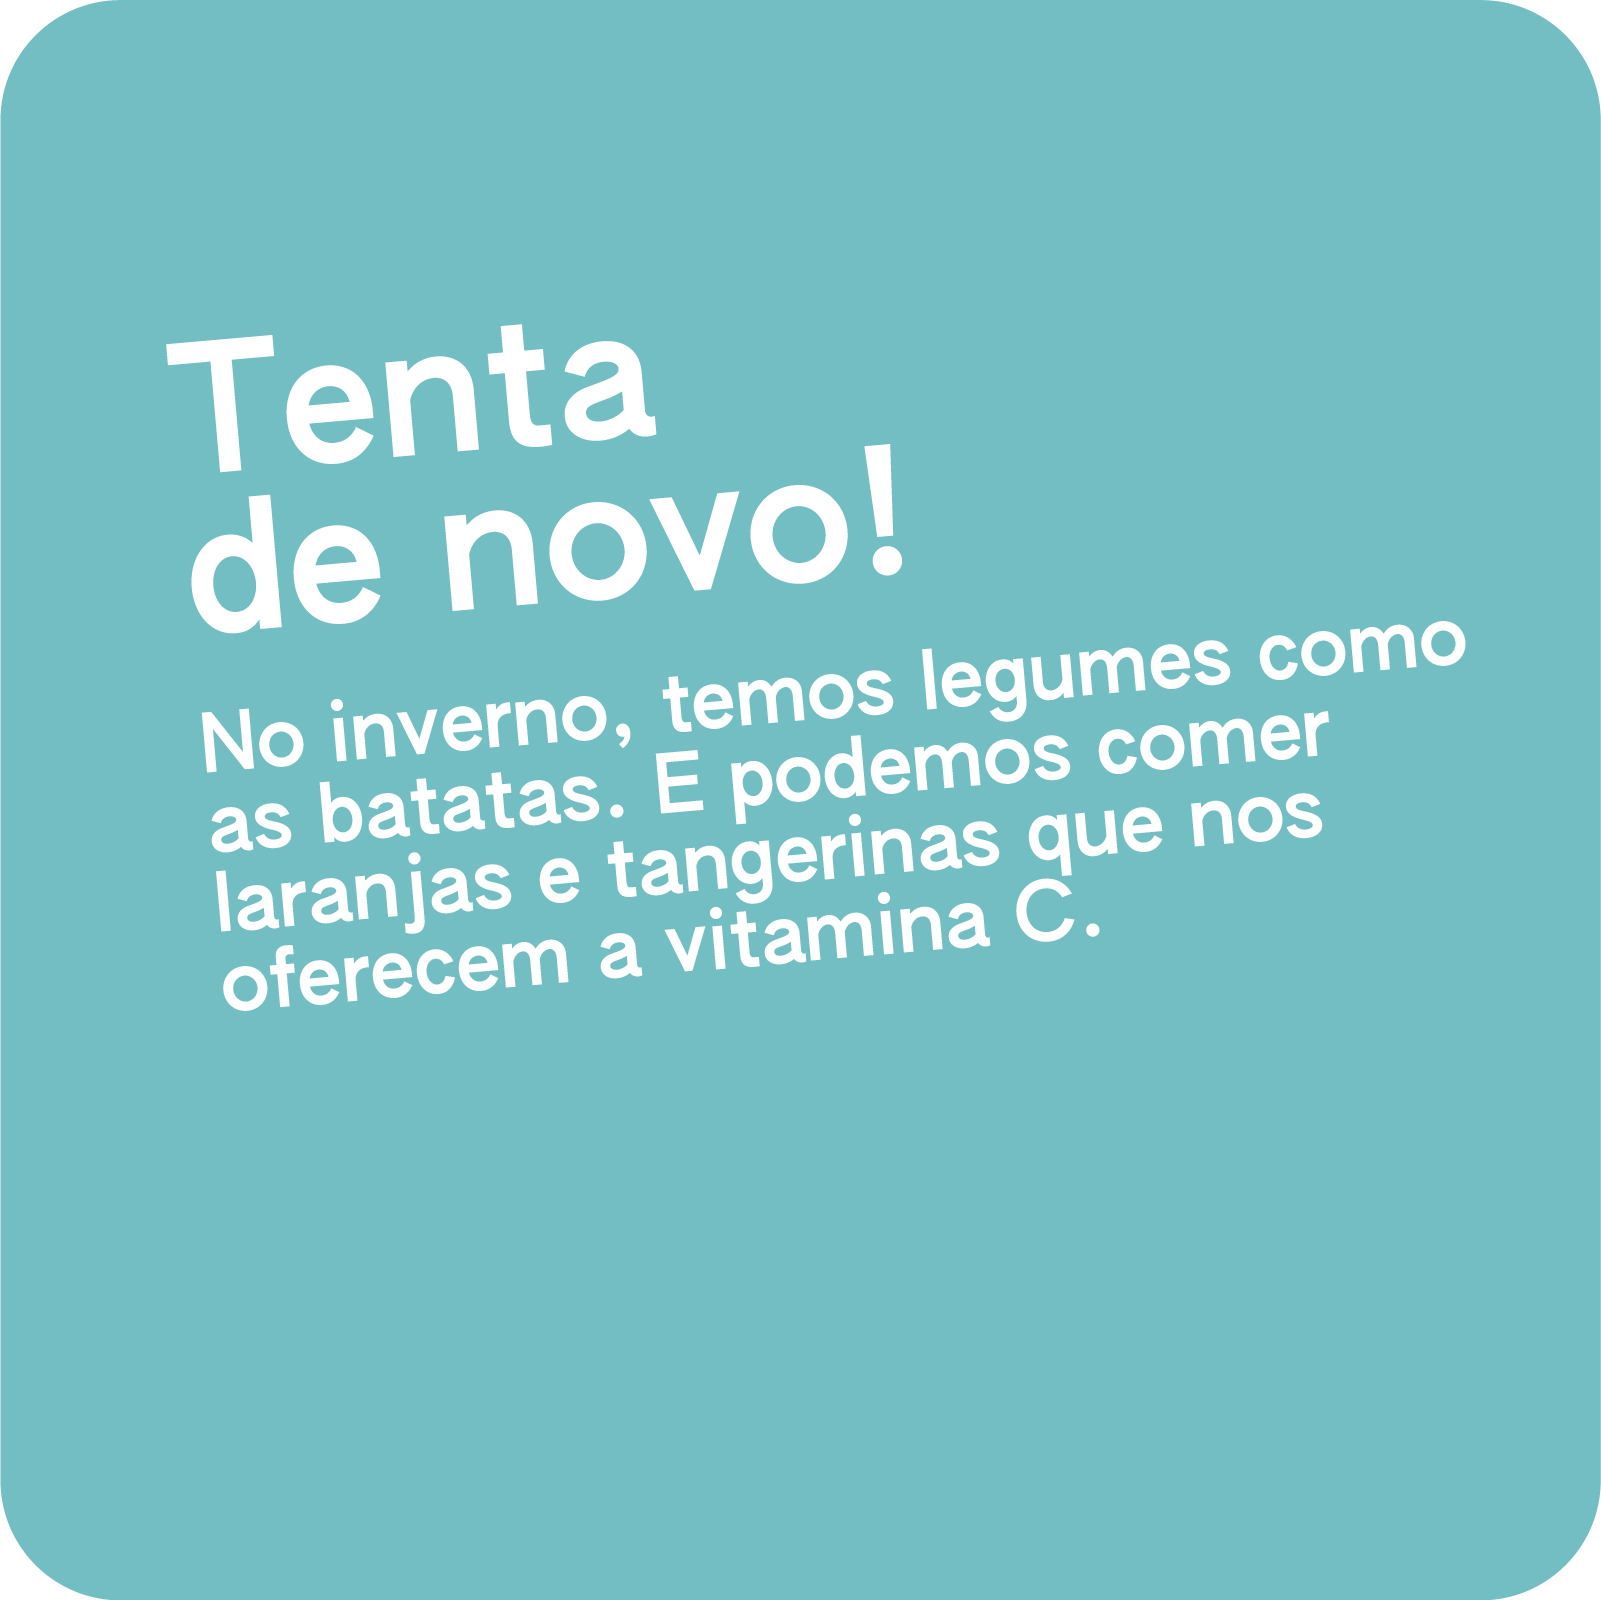 Tenta
de novo!
No inverno, temos legumes como
as batatas. E podemos comer
laranjas e tangerinas que nos
oferecem a vitamina C.